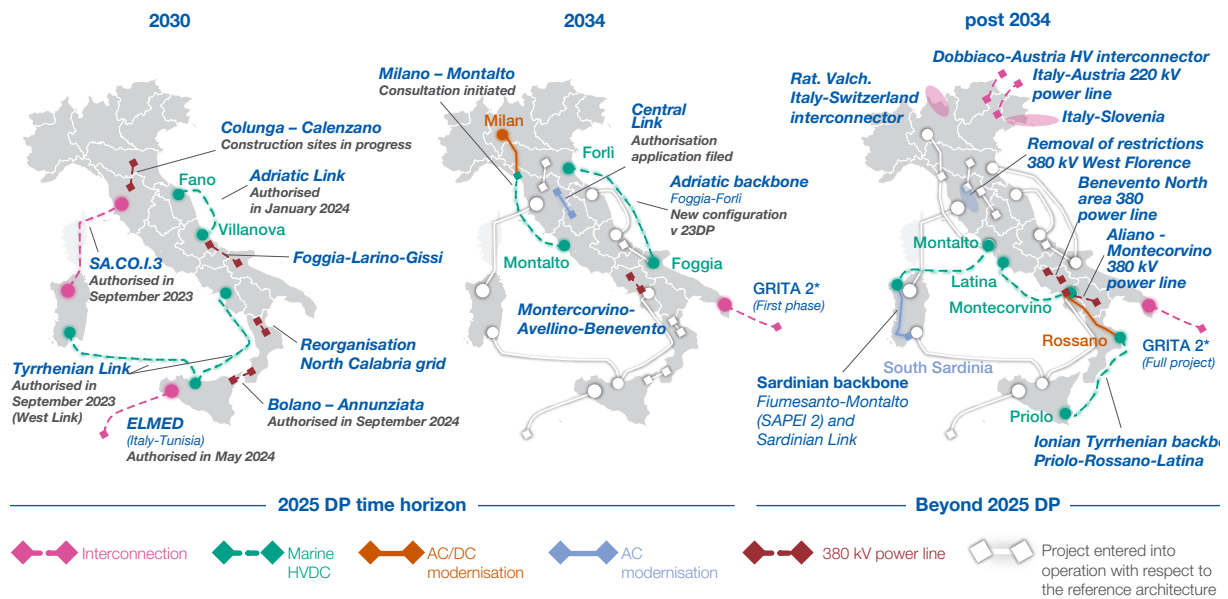 2030
2034
post 2034
Colunga – Calenzano
Construction sites in progress
Fano
Adriatic Link
Authorised
in January 2024
Villanova
SA.CO.I.3
Authorised in
September 2023
Foggia-Larino-Gissi
Tyrrhenian Link
Authorised in
September 2023
(West Link)
Reorganisation
North Calabria grid
Bolano – Annunziata
Authorised in September 2024
ELMED
(Italy-Tunisia)
Authorised in May 2024
Milano – Montalto
Consultation initiated
Milan
Central
Link
Authorisation
application filed
Forlì
Adriatic backbone
Foggia-Forlì
New configuration
v 23DP
Montalto
Foggia
GRITA 2*
(First phase)
Montercorvino-
Avellino-Benevento
Dobbiaco-Austria HV interconnector
Rat. Valch.
Italy-Switzerland
interconnector
Italy-Austria 220 kV
power line
Italy-Slovenia
Removal of restrictions
380 kV West Florence
Benevento North
area 380
power line
Aliano -
Montecorvino
380 kV
power line
Montalto
Latina
Montecorvino
Rossano
GRITA 2*
(Full project)
South Sardinia
Sardinian backbone
Fiumesanto-Montalto
(SAPEI 2) and
Sardinian Link
Priolo
Ionian Tyrrhenian backbo
Priolo-Rossano-Latina
2025 DP time horizon
Beyond 2025 DP
Interconnection
Marine
HVDC
AC/DC
modernisation
AC
modernisation
380 kV power line
Project entered into
operation with respect to
the reference architecture